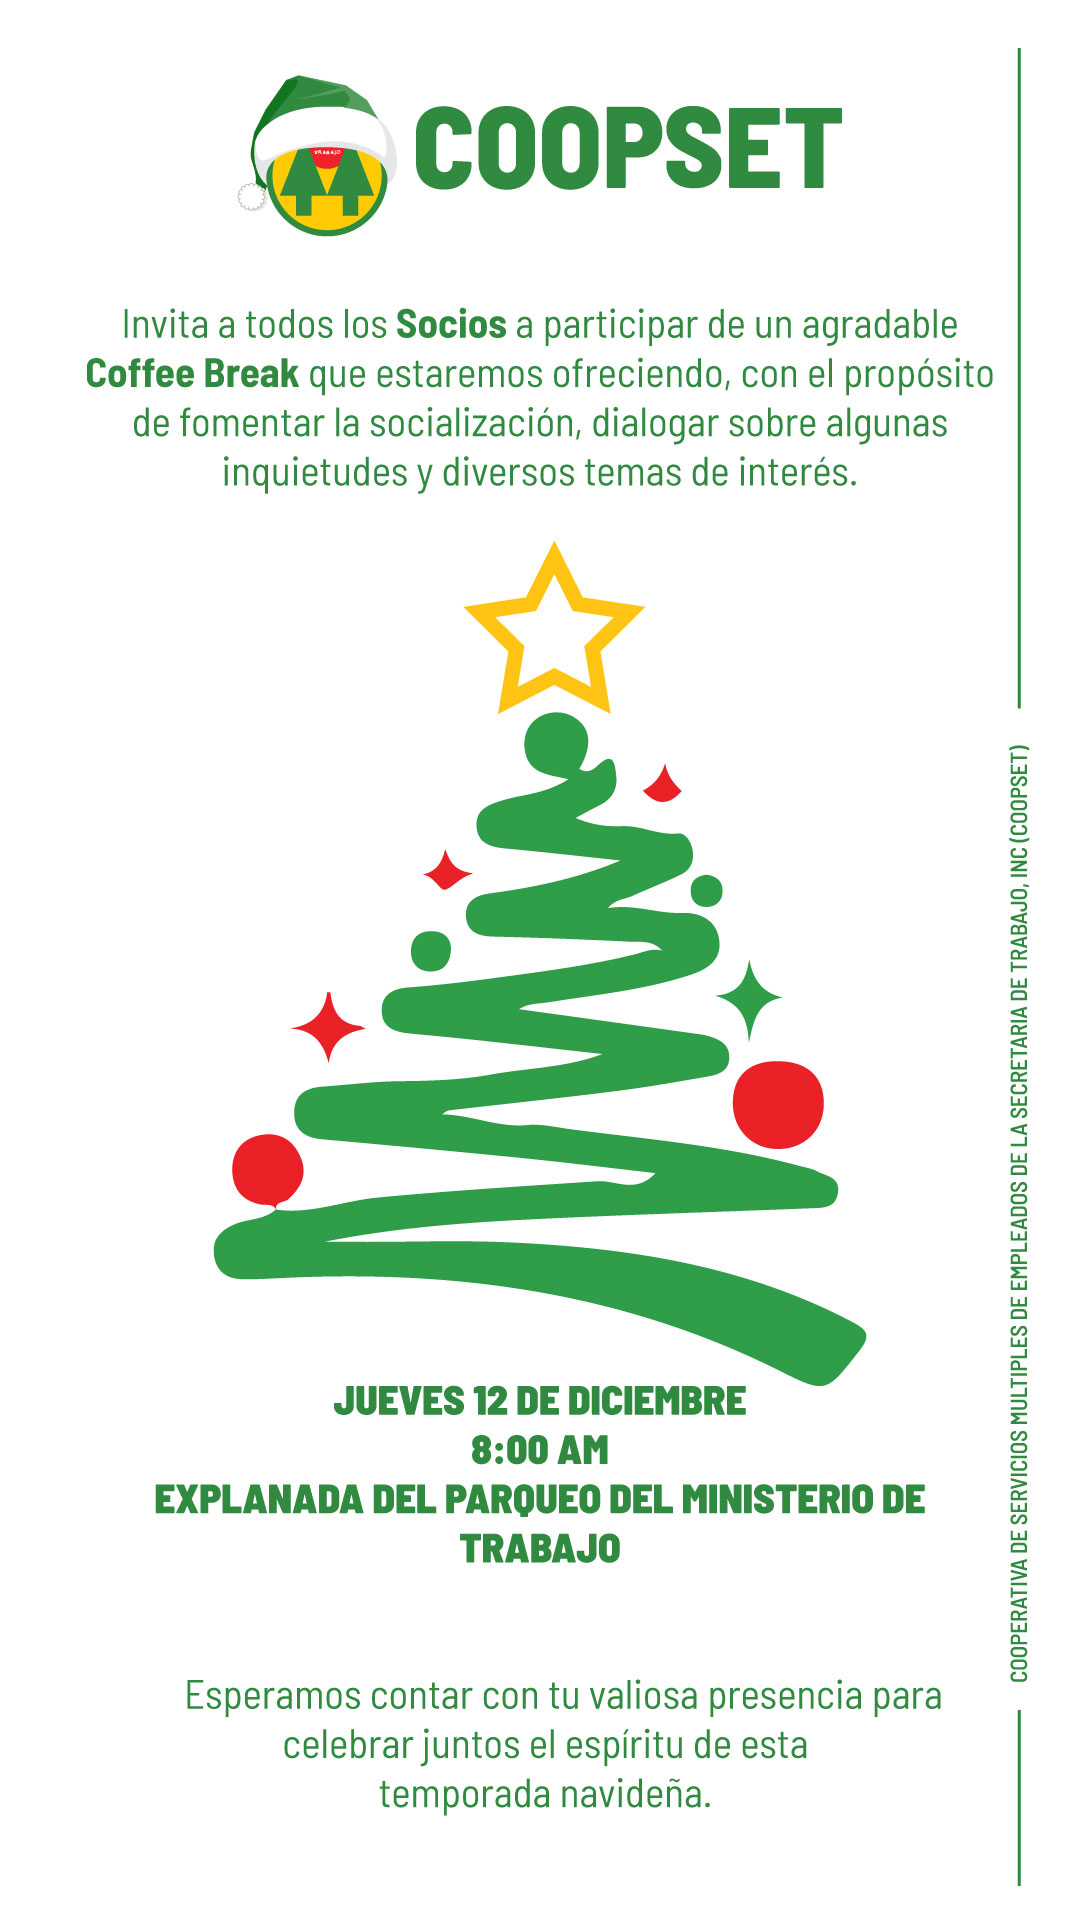 TRABAJO
COOPSET
Invita a todos los Socios a participar de un agradable
Coffee Break que estaremos ofreciendo, con el propósito
de fomentar la socialización, dialogar sobre algunas
inquietudes y diversos temas de interés.
JUEVES 12 DE DICIEMBRE
8:00 AM
EXPLANADA DEL PARQUEO DEL MINISTERIO DE
TRABAJO
Esperamos contar con tu valiosa presencia para
celebrar juntos el espíritu de esta
temporada navideña.
COOPERATIVA DE SERVICIOS MULTIPLES DE EMPLEADOS DE LA SECRETARIA DE TRABAJO, INC (COOPSET)